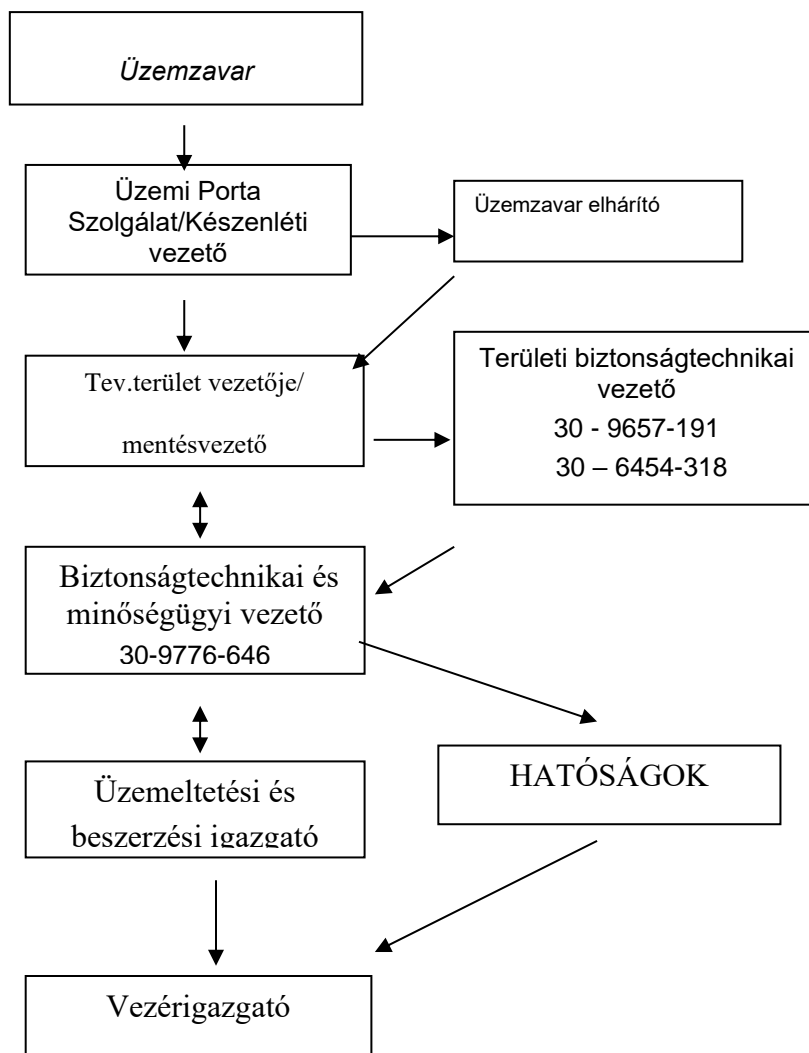 Üzemzavar
Üzemi Porta
Szolgálat/Készenléti
vezető
Üzemzavar elhárító
Tev.terület vezetője/
mentésvezető
Területi biztonságtechnikai
vezető
30 - 9657-191
30 – 6454-318
Biztonságtechnikai és
minőségügyi vezető
30-9776-646
Üzemeltetési és
beszerzési igazgató
HATÓSÁGOK
Vezérigazgató